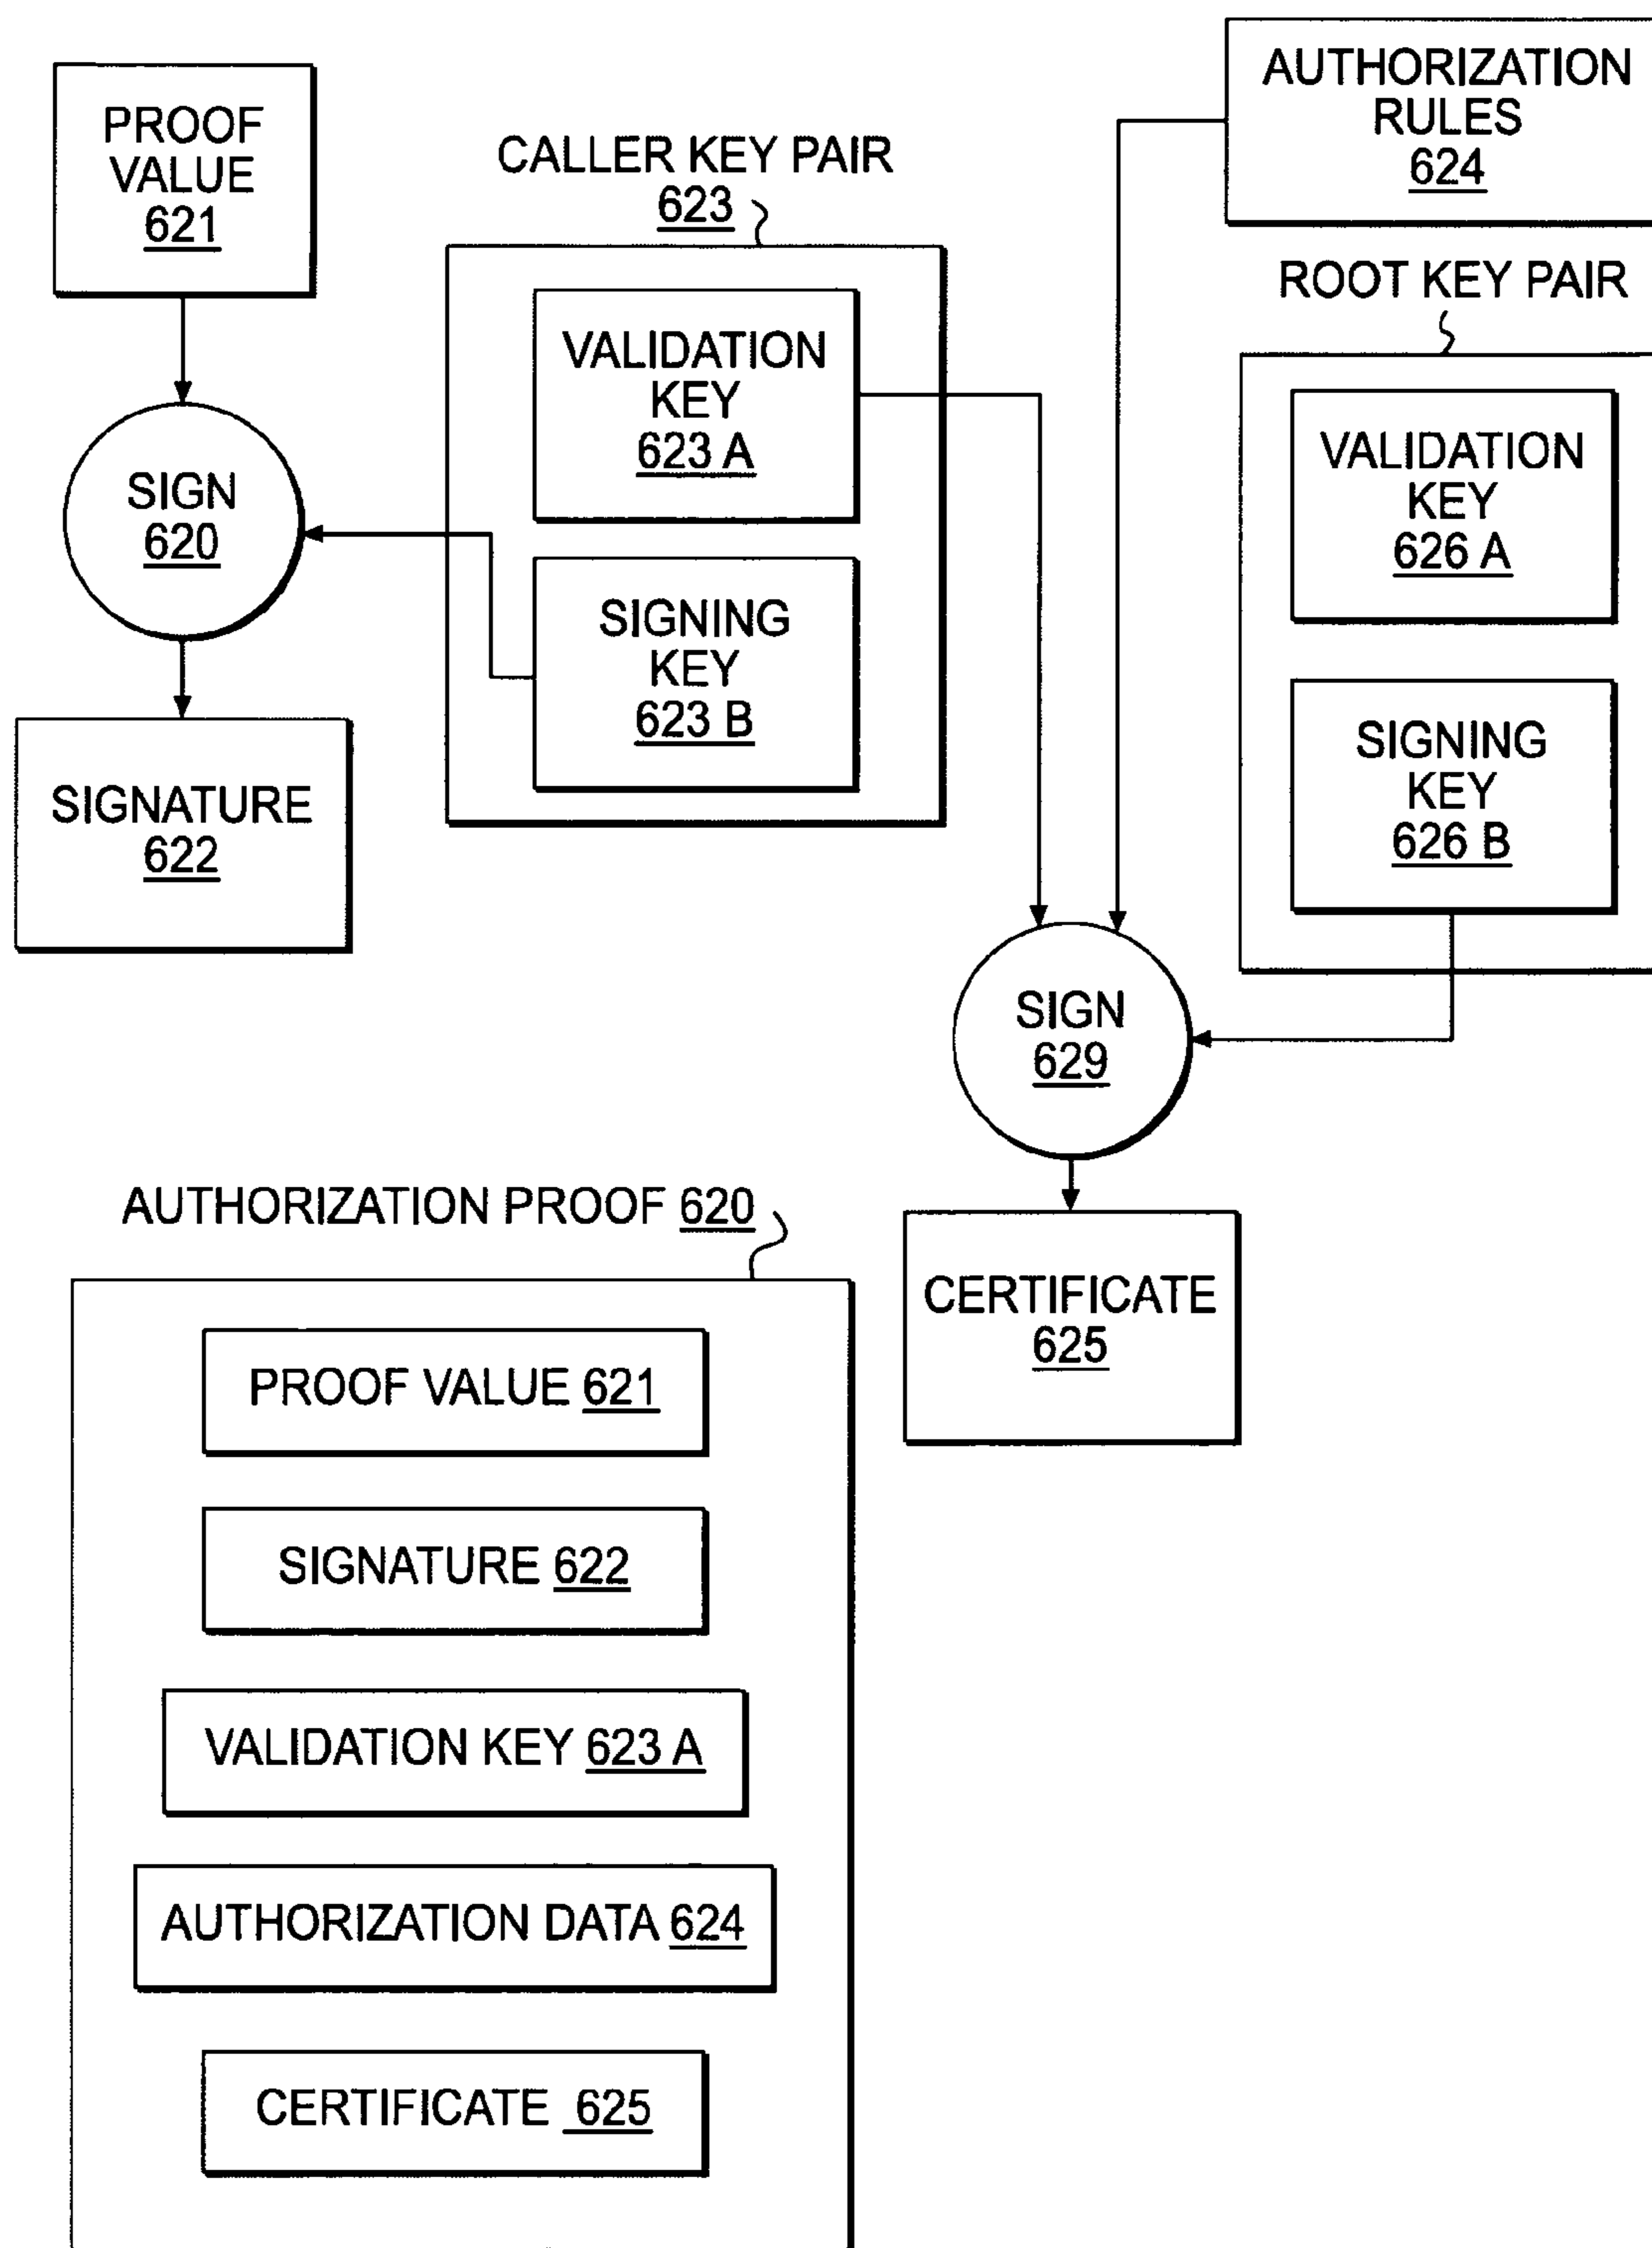 PROOF
VALUE
621
SIGN
620
SIGNATURE
622
CALLER KEY PAIR
623
VALIDATION
KEY
623 A
SIGNING
KEY
623 B
AUTHORIZATION
RULES
624
ROOT KEY PAIR
VALIDATION
KEY
626 A
SIGNING
KEY
626 B
SIGN
629
CERTIFICATE
625
AUTHORIZATION PROOF 620
PROOF VALUE 621
SIGNATURE 622
VALIDATION KEY 623 A
AUTHORIZATION DATA 624
CERTIFICATE 625